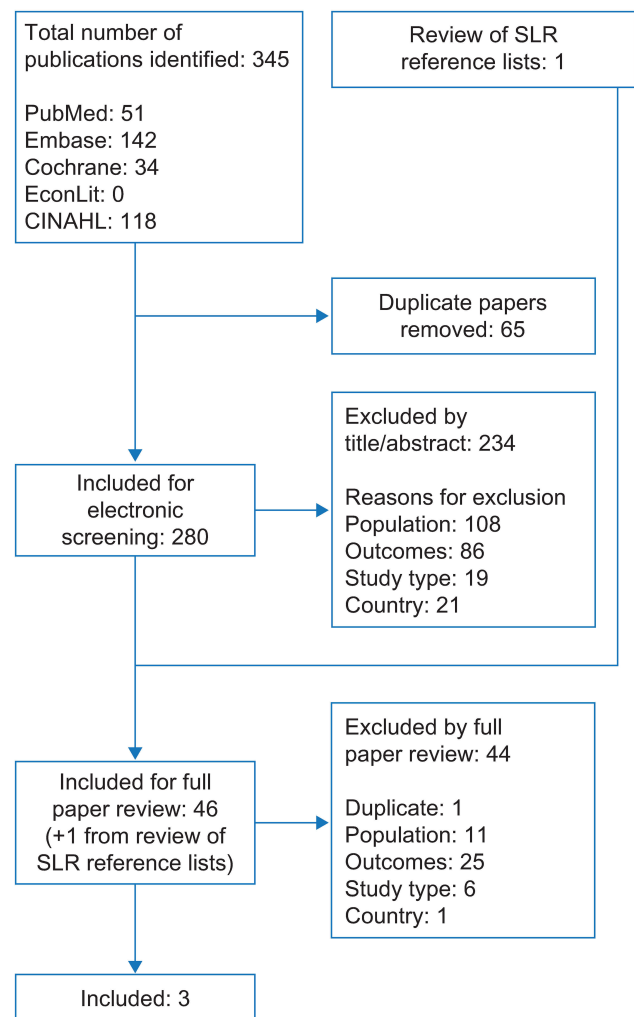 Total number of
publications identified: 345
PubMed: 51
Embase: 142
Cochrane: 34
EconLit: 0
CINAHL: 118
Review of SLR
reference lists: 1
Duplicate papers
removed: 65
Included for
electronic
screening: 280
Excluded by
title/abstract: 234
Reasons for exclusion
Population: 108
Outcomes: 86
Study type: 19
Country: 21
Included for full
paper review: 46
(+1 from review of
SLR reference lists)
Excluded by full
paper review: 44
Duplicate: 1
Population: 11
Outcomes: 25
Study type: 6
Country: 1
Included: 3